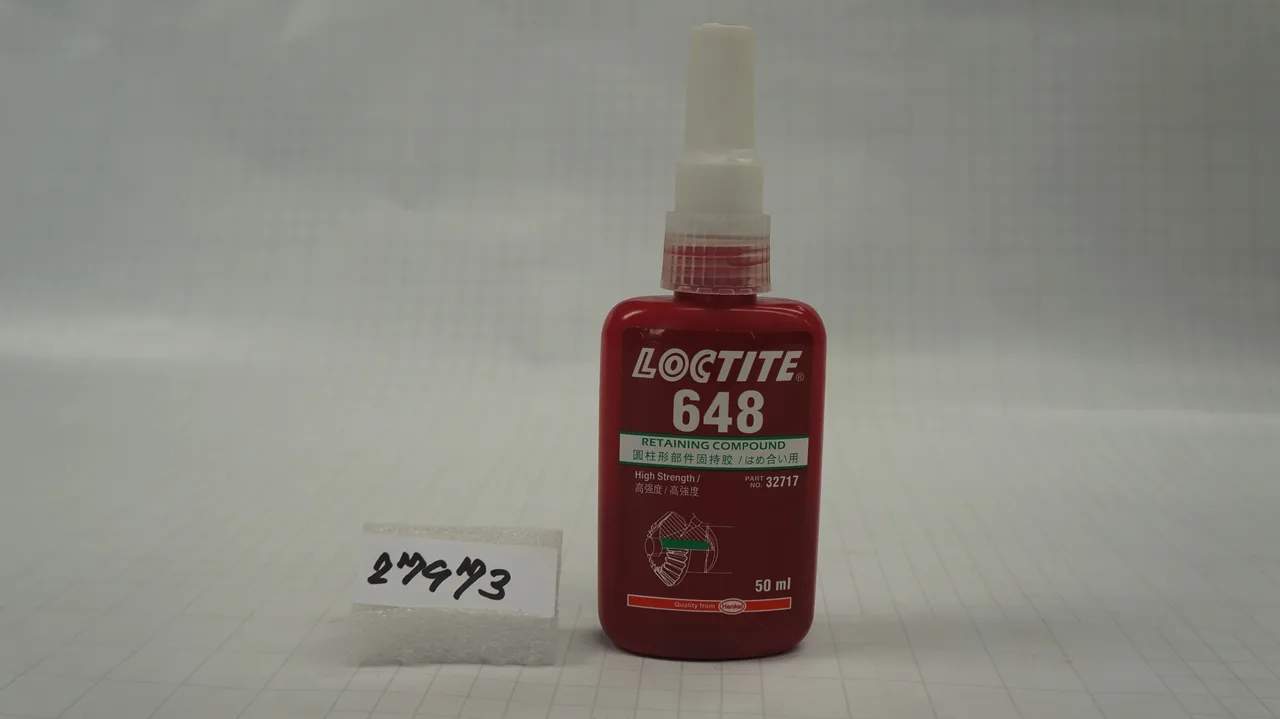 LOCTITE®
648
RETAINING COMPOUND
圓柱形部件固持胶 / はめ合い用
High Strength /
高强度 / 高強度
PART NO. 32717
50 ml
Quality from Henkel
27973